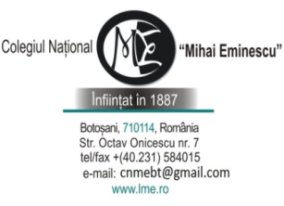 Colegiul Național ME "Mihai Eminescu"
Înființat în 1887
Botoșani, 710114, România
Str. Octav Onicescu nr. 7
tel/fax +(40.231) 584015
e-mail: cnmebt@gmail.com
www.lme.ro